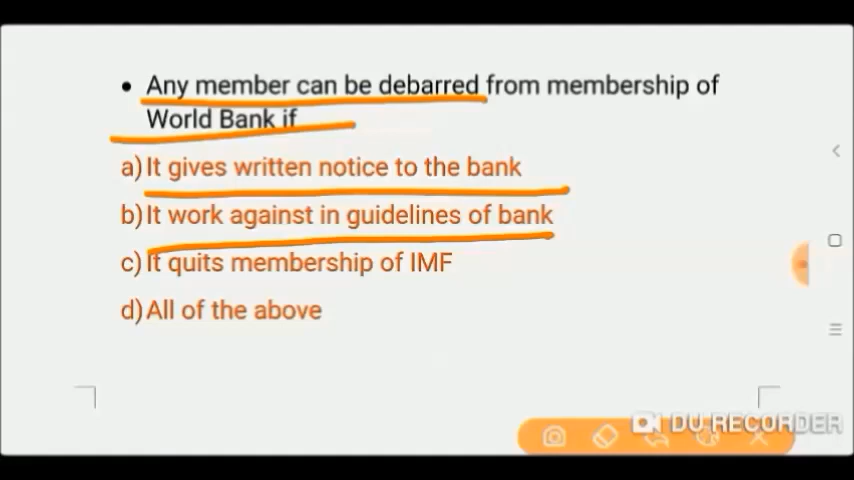 • Any member can be debarred from membership of
World Bank if
a) It gives written notice to the bank
b) It work against in guidelines of bank
c) It quits membership of IMF
d) All of the above
DU RECORDER